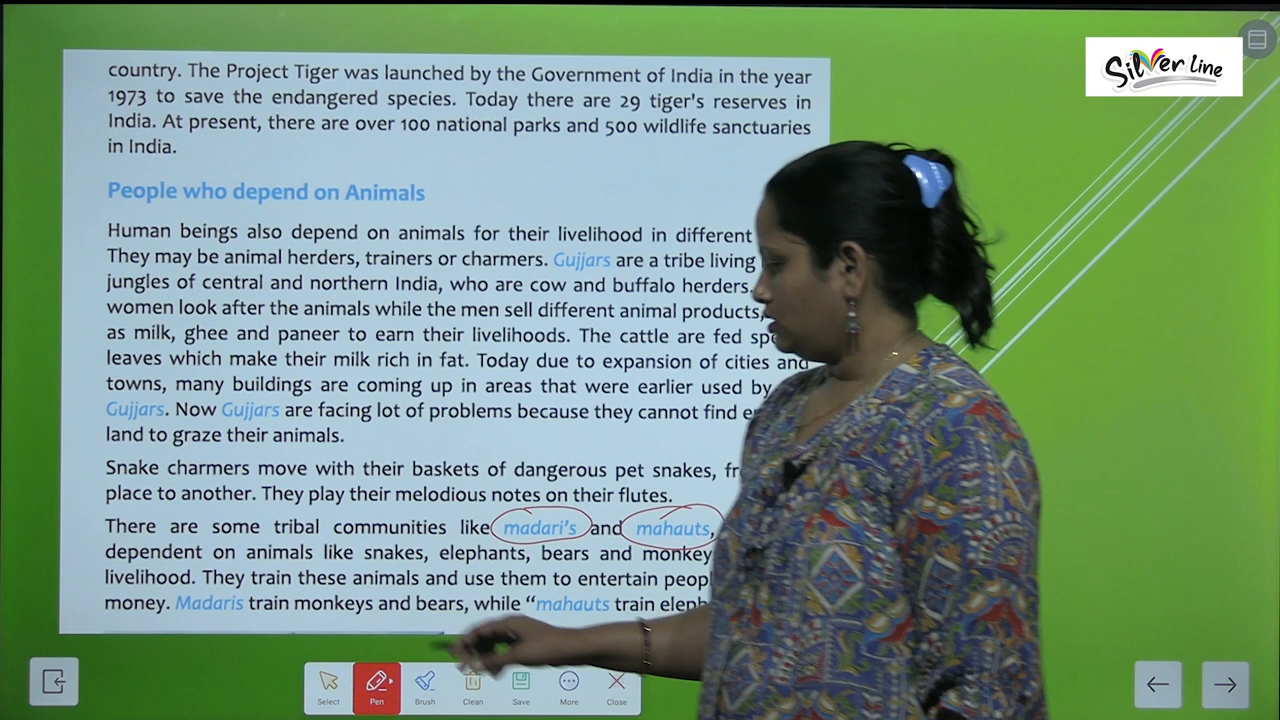 Silver line
country. The Project Tiger was launched by the Government of India in the year
1973 to save the endangered species. Today there are 29 tiger's reserves in
India. At present, there are over 100 national parks and 500 wildlife sanctuaries
in India.
People who depend on Animals
Human beings also depend on animals for their livelihood in different
They may be animal herders, trainers or charmers. Gujjars are a tribe living
jungles of central and northern India, who are cow and buffalo herders.
women look after the animals while the men sell different animal products,
as milk, ghee and paneer to earn their livelihoods. The cattle are fed
leaves which make their milk rich in fat. Today due to expansion of cities and
towns, many buildings are coming up in areas that were earlier used by
Gujjars. Now Gujjars are facing lot of problems because they cannot find
land to graze their animals.
Snake charmers move with their baskets of dangerous pet snakes,
place to another. They play their melodious notes on their flutes.
There are some tribal communities like madari's and mahauts,
dependent on animals like snakes, elephants, bears and monkey
livelihood. They train these animals and use them to entertain
money. Madaris train monkeys and bears, while “mahauts train
Select
Pen
Brush
Clean
Save
More
Close